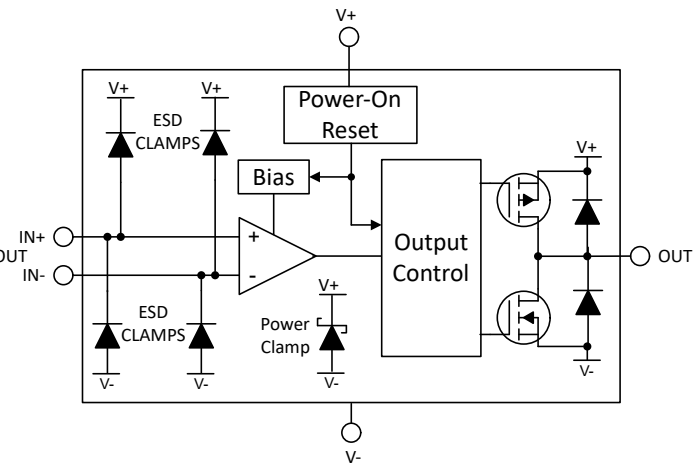 V+
V+
V+
ESD
CLAMPS
Power-On
Reset
V+
Bias
IN+
+
OUT
IN-
-
Output
Control
OUT
V+
ESD
CLAMPS
Power
Clamp
V-
V-
V-
V-
V-